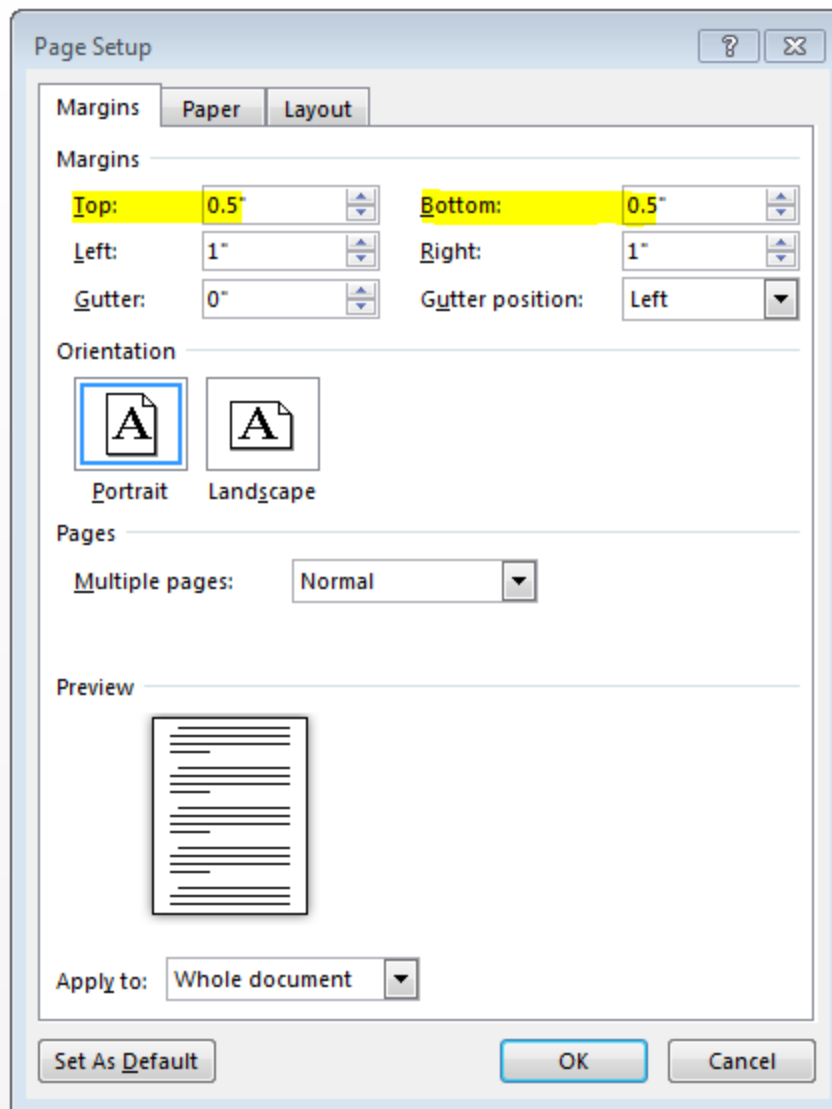 Page Setup
Margins Paper Layout
Margins
Top: 0.5" Bottom: 0.5"
Left: 1" Right: 1"
Gutter: 0" Gutter position: Left
Orientation
A A
Portrait Landscape
Pages
Multiple pages: Normal
Preview
Apply to: Whole document
Set As Default OK Cancel